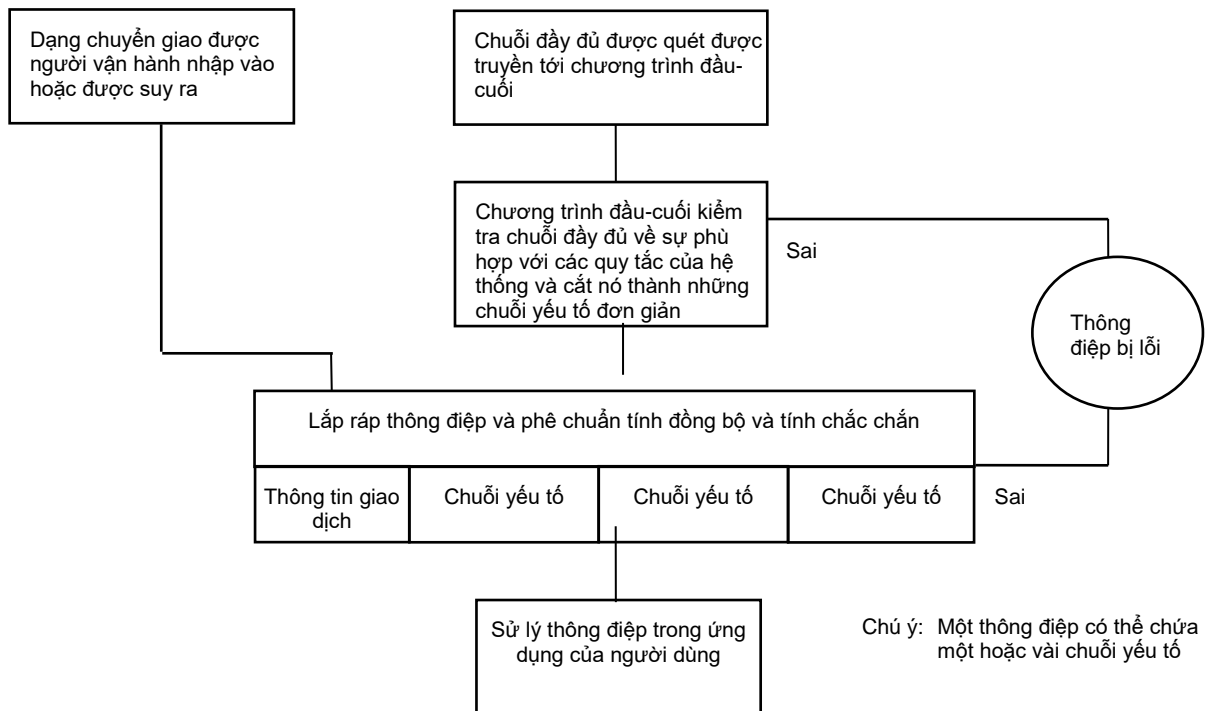 Dạng chuyển giao được
người vận hành nhập vào
hoặc được suy ra
Chuỗi đầy đủ được quét được
truyền tới chương trình đầu-
cuối
Chương trình đầu-cuối kiểm
tra chuỗi đầy đủ về sự phù
hợp với các quy tắc của hệ
thống và cắt nó thành những
chuỗi yếu tố đơn giản
Sai
Thông
điệp bị lỗi
Lắp ráp thông điệp và phê chuẩn tính đồng bộ và tính chắc chắn
Thông tin giao
dịch
Chuỗi yếu tố
Chuỗi yếu tố
Chuỗi yếu tố
Sai
Sử lý thông điệp trong ứng
dụng của người dùng
Chú ý: Một thông điệp có thể chứa
một hoặc vài chuỗi yếu tố